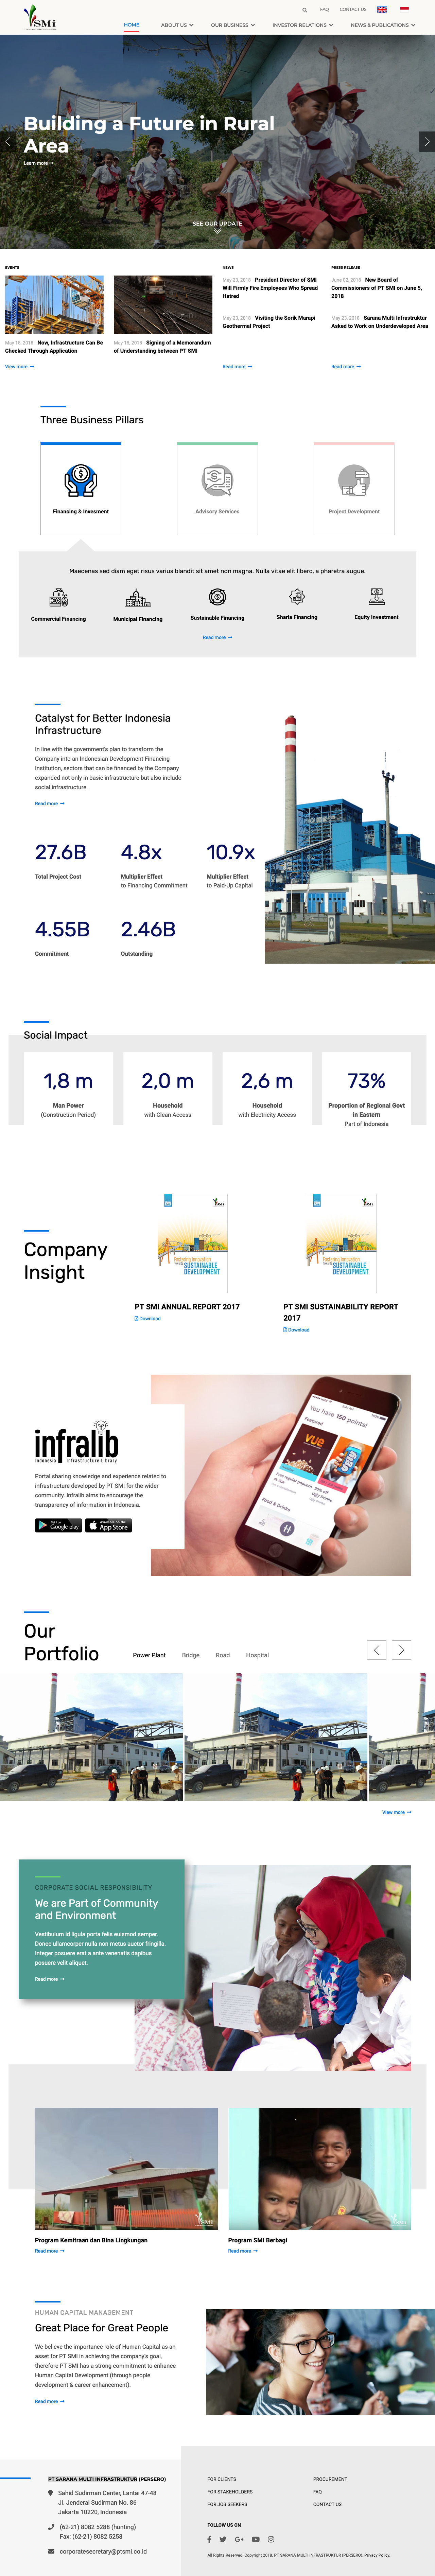 SMI
FAQ
CONTACT US
HOME
ABOUT US
OUR BUSINESS
INVESTOR RELATIONS
NEWS & PUBLICATIONS
Building a Future in Rural
Area
Learn more
SEE OUR UPDATE
EVENTS
May 19, 2018 Now, Infrastructure Can Be
Checked Through Application
View more
May 18, 2018 Signing of a Memorandum
of Understanding between PT SMI
NEWS
May 23, 2018 President Director of SMI
Will Firmly Fire Employees Who Spread
Hatred
May 23, 2018 Visiting the Sorik Marapi
Geothermal Project
Read more
PRESS RELEASE
June 02, 2018 New Board of
Commissioners of PT SMI on June 5,
2018
May 23, 2018 Sarana Multi Infrastruktur
Asked to Work on Underdeveloped Area
Read more
Three Business Pillars
Financing & Invesment
Advisory Services
Project Development
Maecenas sed diam eget risus varius blandit sit amet non magna. Nulla vitae elit libero, a pharetra augue.
Commercial Financing
Municipal Financing
Sustainable Financing
Sharia Financing
Equity Investment
Read more
Catalyst for Better Indonesia
Infrastructure
In line with the government's plan to transform the
Company into an Indonesian Development Financing
Institution, sectors that can be financed by the Company
expanded not only in basic infrastructure but also include
social infrastructure.
Read more
27.6B
Total Project Cost
4.8x
Multiplier Effect
to Financing Commitment
10.9x
Multiplier Effect
to Paid-Up Capital
4.55B
Commitment
2.46B
Outstanding
Social Impact
1,8 m
Man Power
(Construction Period)
2,0 m
Household
with Clean Access
2,6 m
Household
with Electricity Access
73%
Proportion of Regional Govt
in Eastern
Part of Indonesia
Company
Insight
SMI
Fostering Innovation
SUSTAINABLE
DEVELOPMENT
PT SMI ANNUAL REPORT 2017
Download
SMI
Fostering Innovation
SUSTAINABLE
DEVELOPMENT
PT SMI SUSTAINABILITY REPORT
2017
Download
infralib
Indonesia Infrastructure Library
Portal sharing knowledge and experience related to
infrastructure developed by PT SMI for the wider
community. Infralib aims to encourage the
transparency of information in Indonesia.
Google play
App Store
You have 150 points!
Featured
vue
Food & Drinks
Our
Portfolio
Power Plant
Bridge
Road
Hospital
View more
CORPORATE SOCIAL RESPONSIBILITY
We are Part of Community
and Environment
Vestibulum id ligula porta felis euismod semper.
Donec ullamcorper nulla non metus auctor fringilla.
Integer posuere erat a ante venenatis dapibus
posuere velit aliquet.
Read more
SMI
Program Kemitraan dan Bina Lingkungan
Read more
SMI
Program SMI Berbagi
Read more
HUMAN CAPITAL MANAGEMENT
Great Place for Great People
We believe the importance role of Human Capital as an
asset for PT SMI in achieving the company's goal,
therefore PT SMI has a strong commitment to enhance
Human Capital Development (through people
development & career enhancement).
Read more
PT SARANA MULTI INFRASTRUKTUR (PERSERO)
Sahid Sudirman Center, Lantai 47-48
Jl. Jenderal Sudirman No. 86
Jakarta 10220, Indonesia
(62-21) 8082 5288 (hunting)
Fax: (62-21) 8082 5258
corporatesecretary@ptsmi.co.id
FOR CLIENTS
FOR STAKEHOLDERS
FOR JOB SEEKERS
PROCUREMENT
FAQ
CONTACT US
FOLLOW US ON
All Rights Reserved. Copyright 2018. PT SARANA MULTI INFRASTRUKTUR (PERSERO). Privacy Policy.